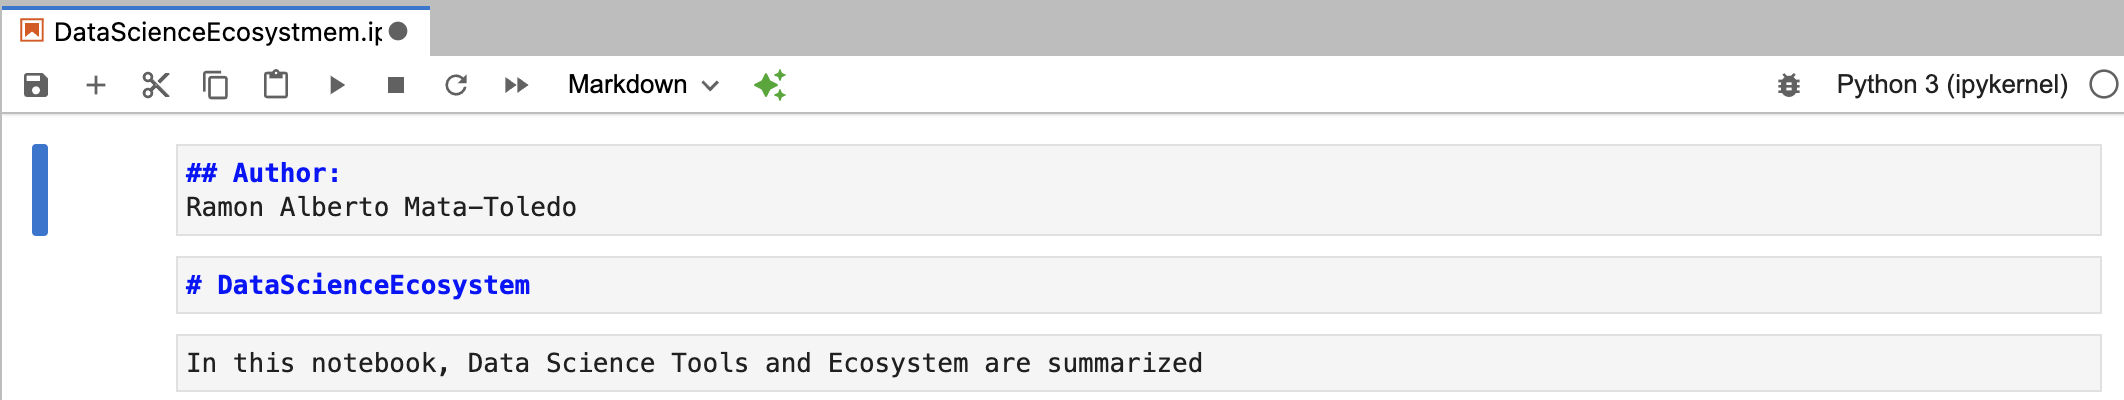 DataScienceEcosystmem.ip
Markdown
Python 3 (ipykernel)
## Author:
Ramon Alberto Mata-Toledo
# DataScienceEcosystem
In this notebook, Data Science Tools and Ecosystem are summarized